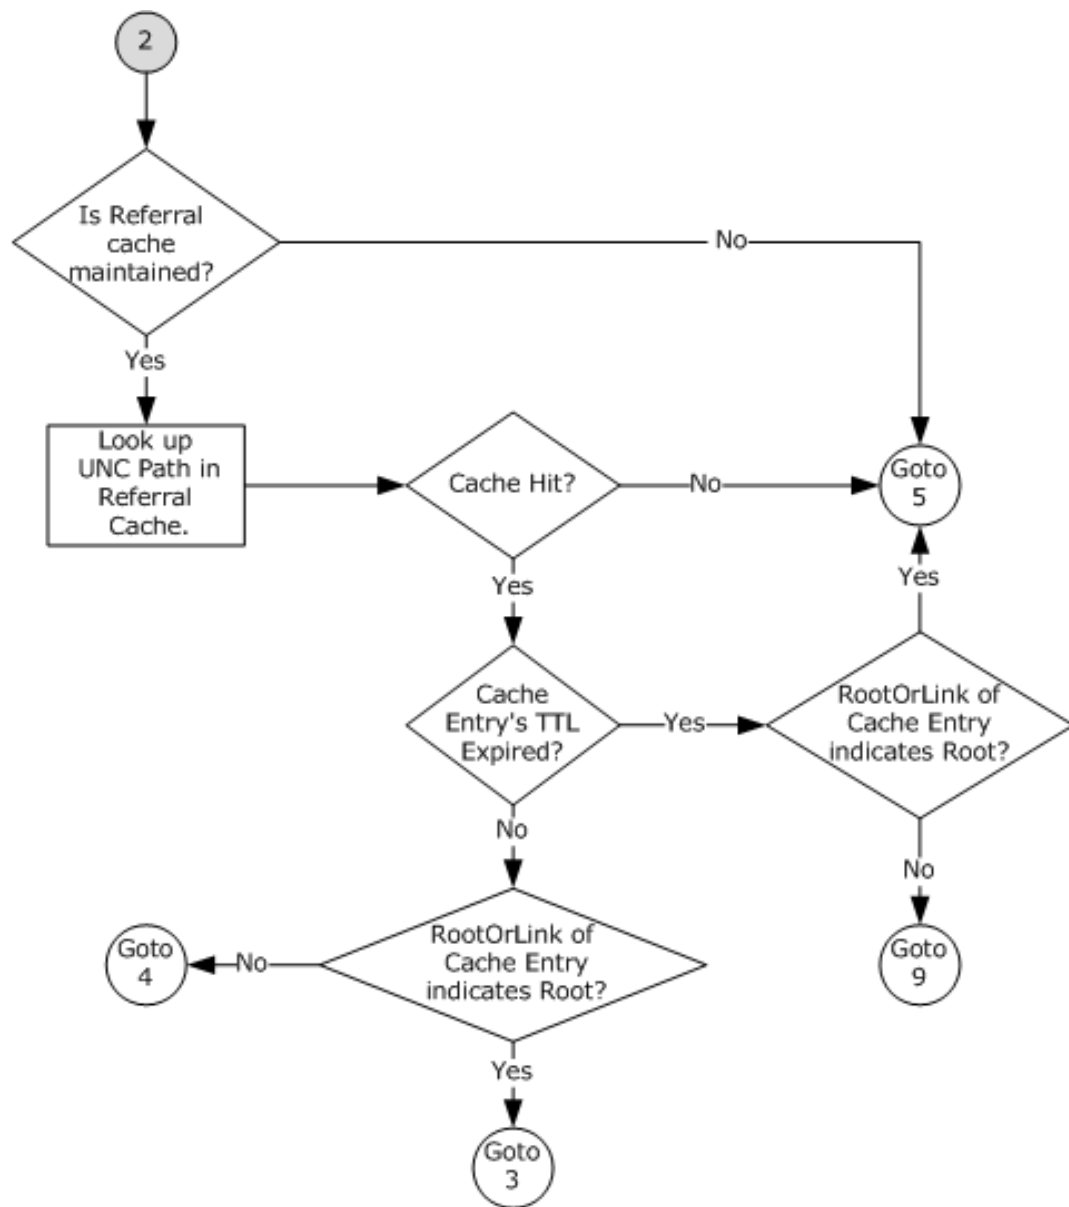 2
Is Referral
cache
maintained?
No
Yes
Look up
UNC Path in
Referral
Cache.
Cache Hit?
No
Goto
5
Yes
Yes
Cache
Entry's TTL
Expired?
Yes
RootOrLink of
Cache Entry
indicates Root?
No
No
RootOrLink of
Cache Entry
indicates Root?
No
Goto
4
Goto
9
Yes
Goto
3